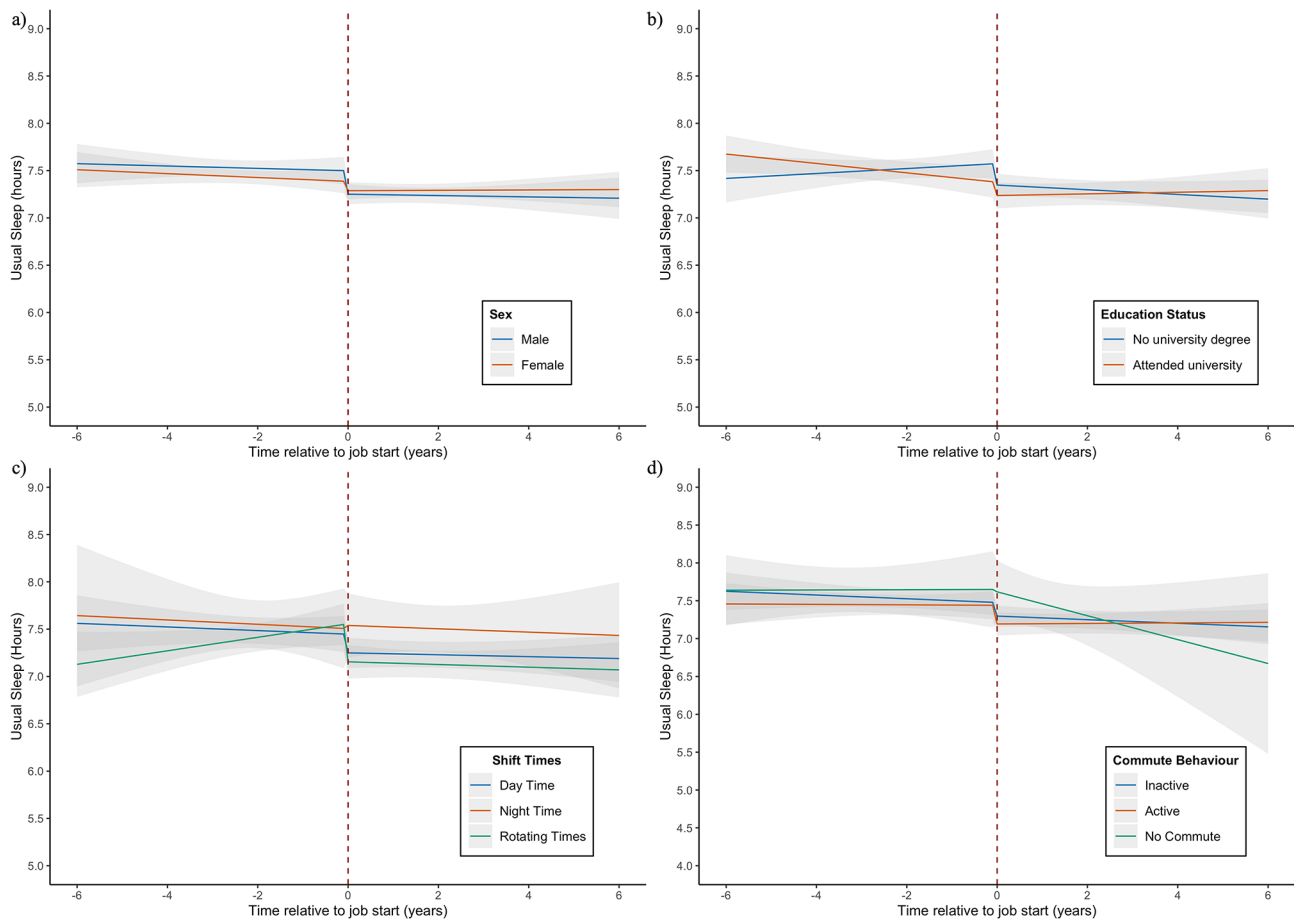 a)
Usual Sleep (hours)
9.0
8.5
8.0
7.5
7.0
6.5
6.0
5.5
5.0
-6 -4 -2 0 2 4 6
Time relative to job start (years)
Sex
Male
Female
b)
Usual Sleep (hours)
9.0
8.5
8.0
7.5
7.0
6.5
6.0
5.5
5.0
-6 -4 -2 0 2 4 6
Time relative to job start (years)
Education Status
No university degree
Attended university
c)
Usual Sleep (Hours)
9.0
8.5
8.0
7.5
7.0
6.5
6.0
5.5
5.0
-6 -4 -2 0 2 4 6
Time relative to job start (years)
Shift Times
Day Time
Night Time
Rotating Times
d)
Usual Sleep (Hours)
9.0
8.5
8.0
7.5
7.0
6.5
6.0
5.5
5.0
4.5
4.0
-6 -4 -2 0 2 4 6
Time relative to job start (years)
Commute Behaviour
Inactive
Active
No Commute